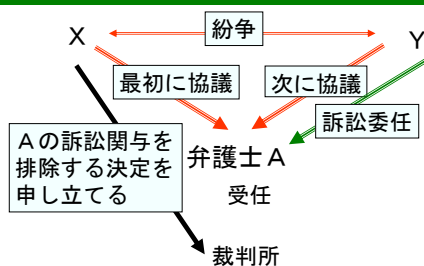 紛争
X
Y
最初に協議
次に協議
訴訟委任
Aの訴訟関与を
排除する決定を
申し立てる
弁護士A
受任
裁判所